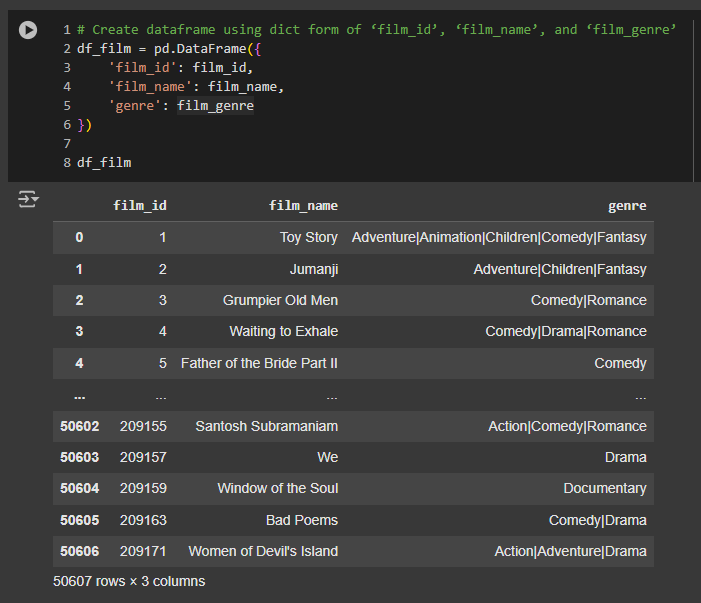 1 # Create dataframe using dict form of ‘film_id’, ‘film_name’, and ‘film_genre’
2 df_film = pd.DataFrame({
3     'film_id': film_id,
4     'film_name': film_name,
5     'genre': film_genre
6 })
7
8 df_film
film_id film_name genre
0 1 Toy Story Adventure|Animation|Children|Comedy|Fantasy
1 2 Jumanji Adventure|Children|Fantasy
2 3 Grumpier Old Men Comedy|Romance
3 4 Waiting to Exhale Comedy|Drama|Romance
4 5 Father of the Bride Part II Comedy
... ... ... ...
50602 209155 Santosh Subramaniam Action|Comedy|Romance
50603 209157 We Drama
50604 209159 Window of the Soul Documentary
50605 209163 Bad Poems Comedy|Drama
50606 209171 Women of Devil's Island Action|Adventure|Drama
50607 rows × 3 columns